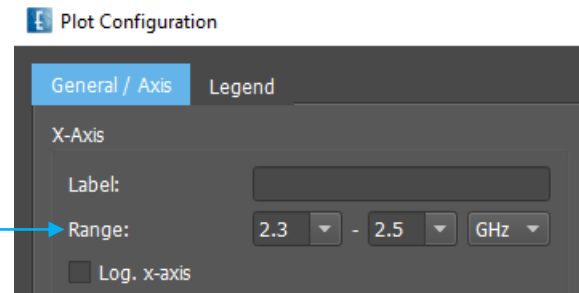 Plot Configuration
General / Axis Legend
X-Axis
Label:
Range: 2.3 - 2.5 GHz
Log. x-axis